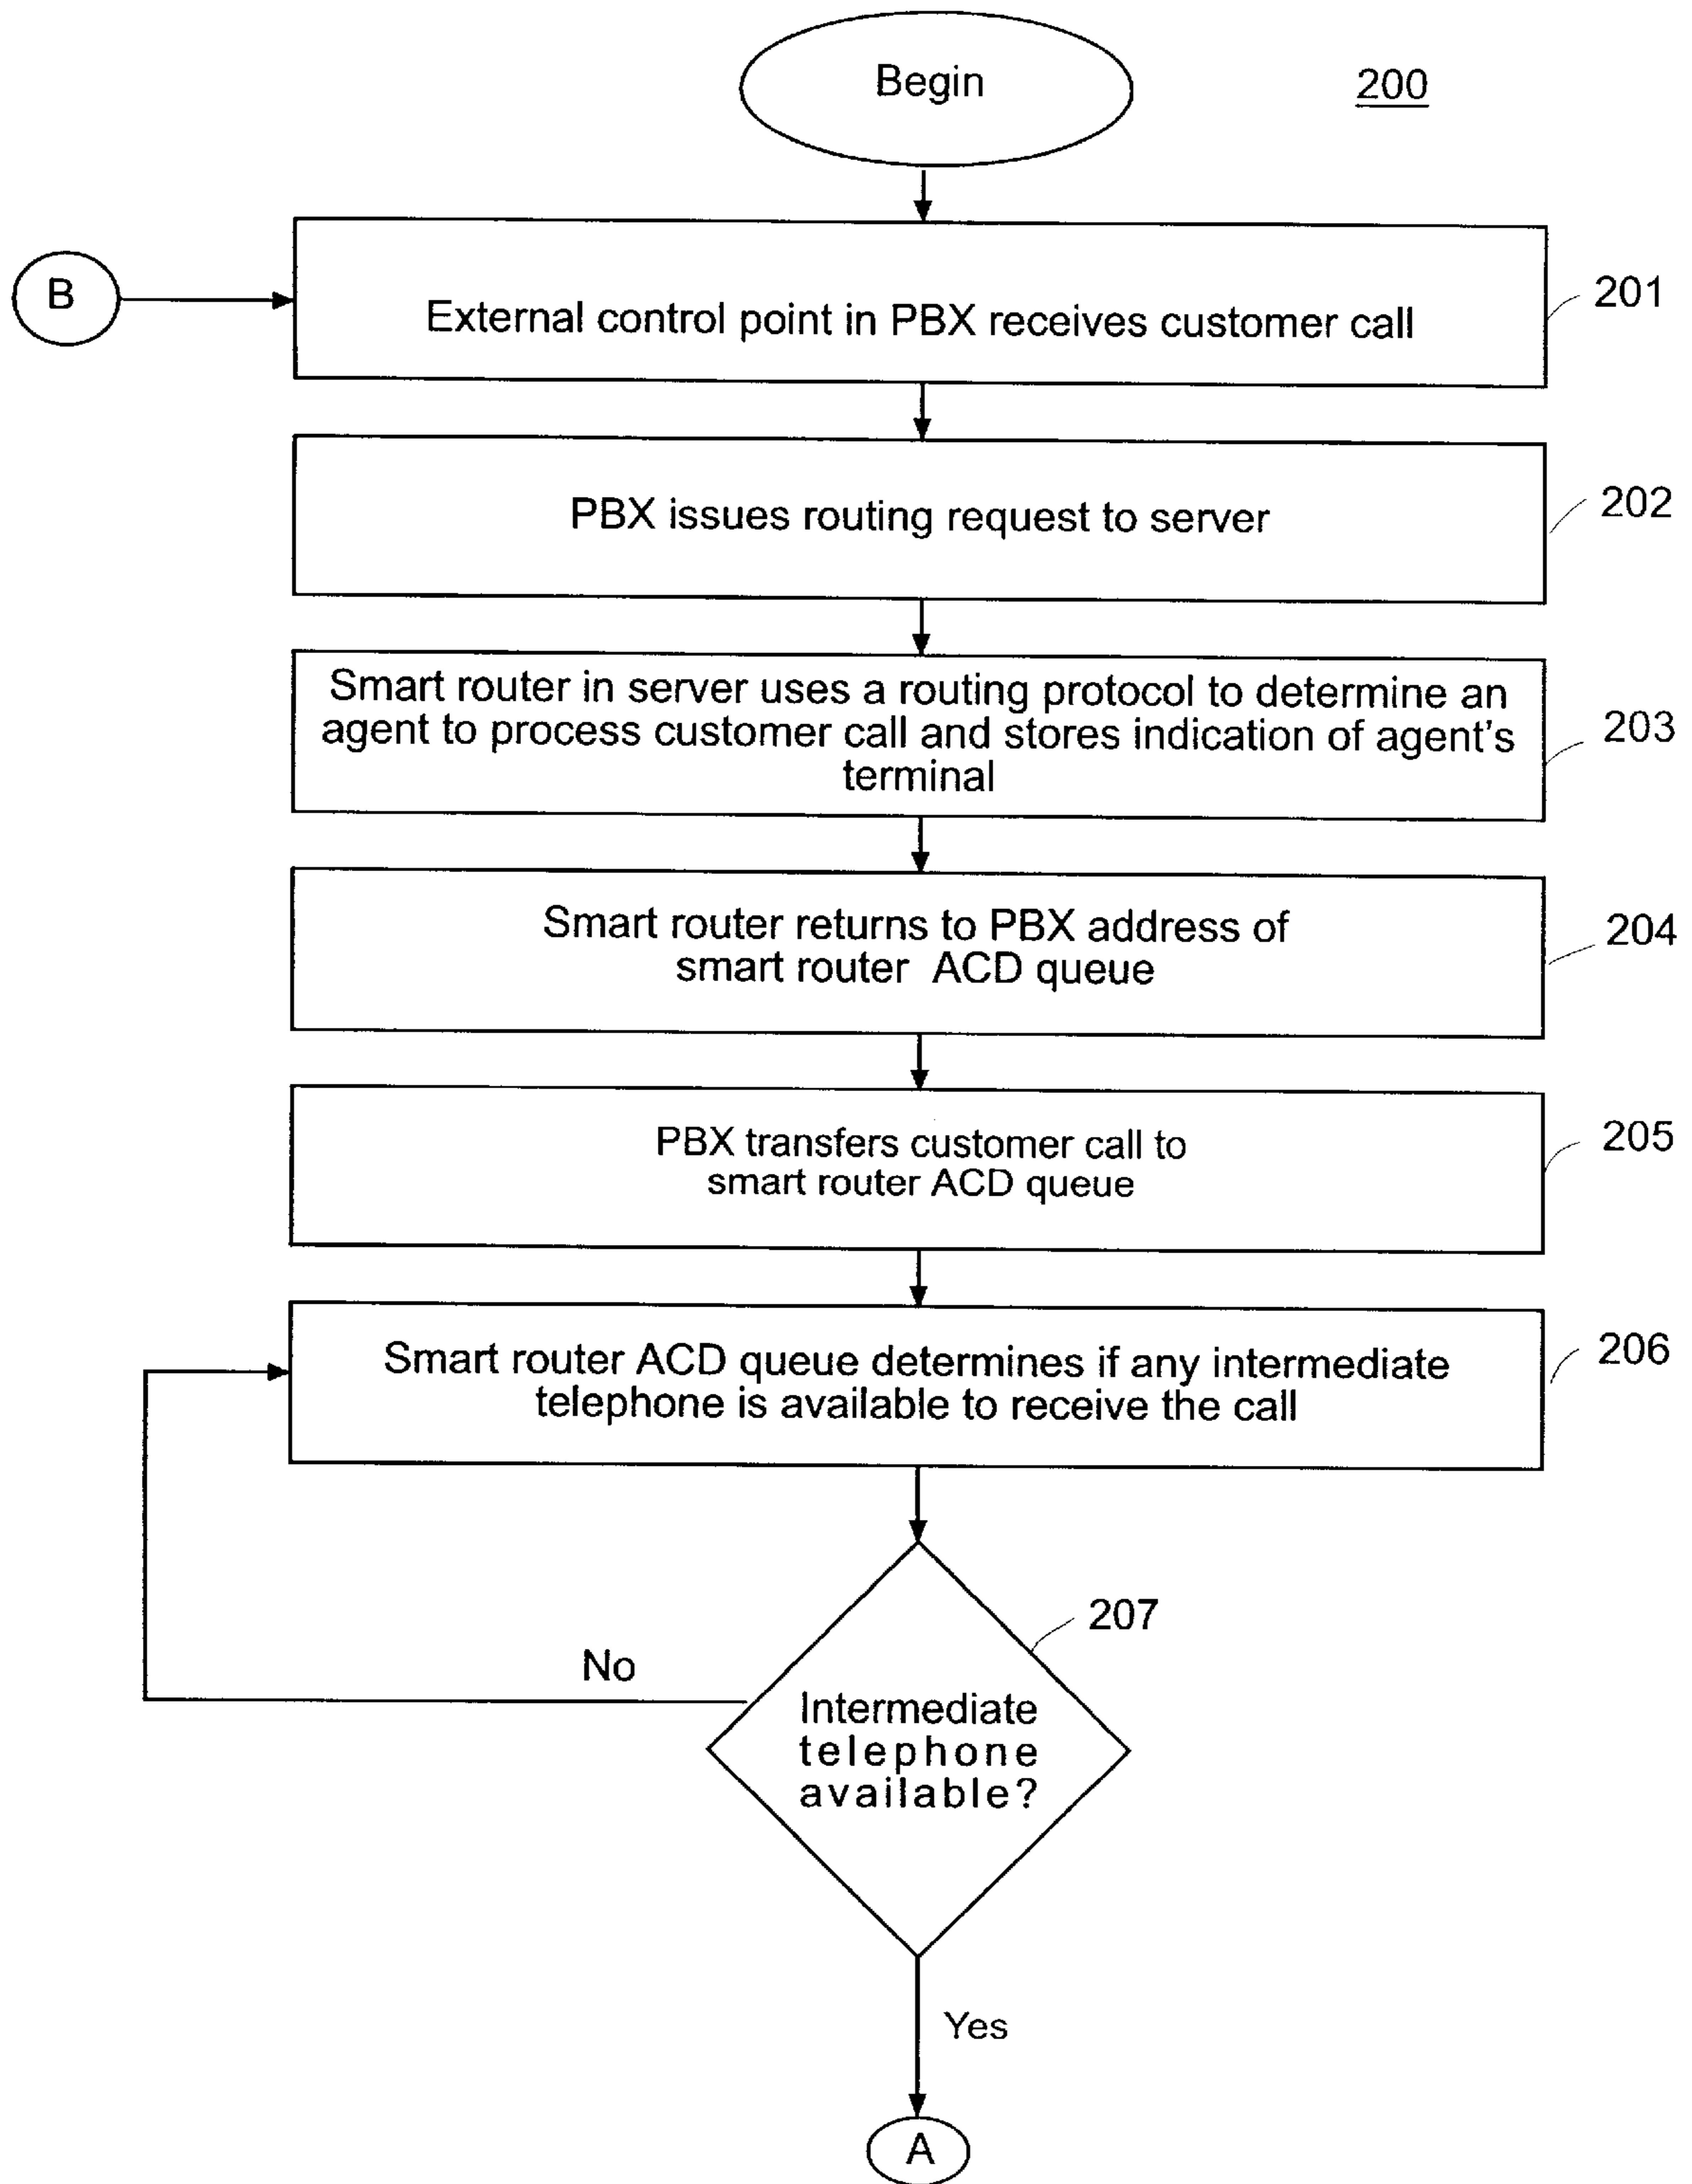 Begin
200
B
External control point in PBX receives customer call
201
PBX issues routing request to server
202
Smart router in server uses a routing protocol to determine an
agent to process customer call and stores indication of agent's
terminal
203
Smart router returns to PBX address of
smart router ACD queue
204
PBX transfers customer call to
smart router ACD queue
205
Smart router ACD queue determines if any intermediate
telephone is available to receive the call
206
207
No
Intermediate
telephone
available?
Yes
A